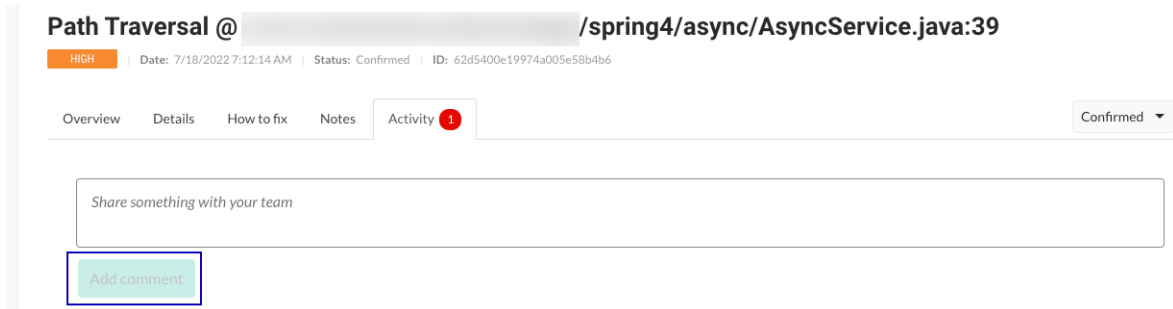 Path Traversal @ /spring4/async/AsyncService.java:39
HIGH Date: 7/18/2022 7:12:14 AM Status: Confirmed ID: 62d5400e19974a005e58b4b6
Overview Details How to fix Notes Activity 1 Confirmed
Share something with your team
Add comment